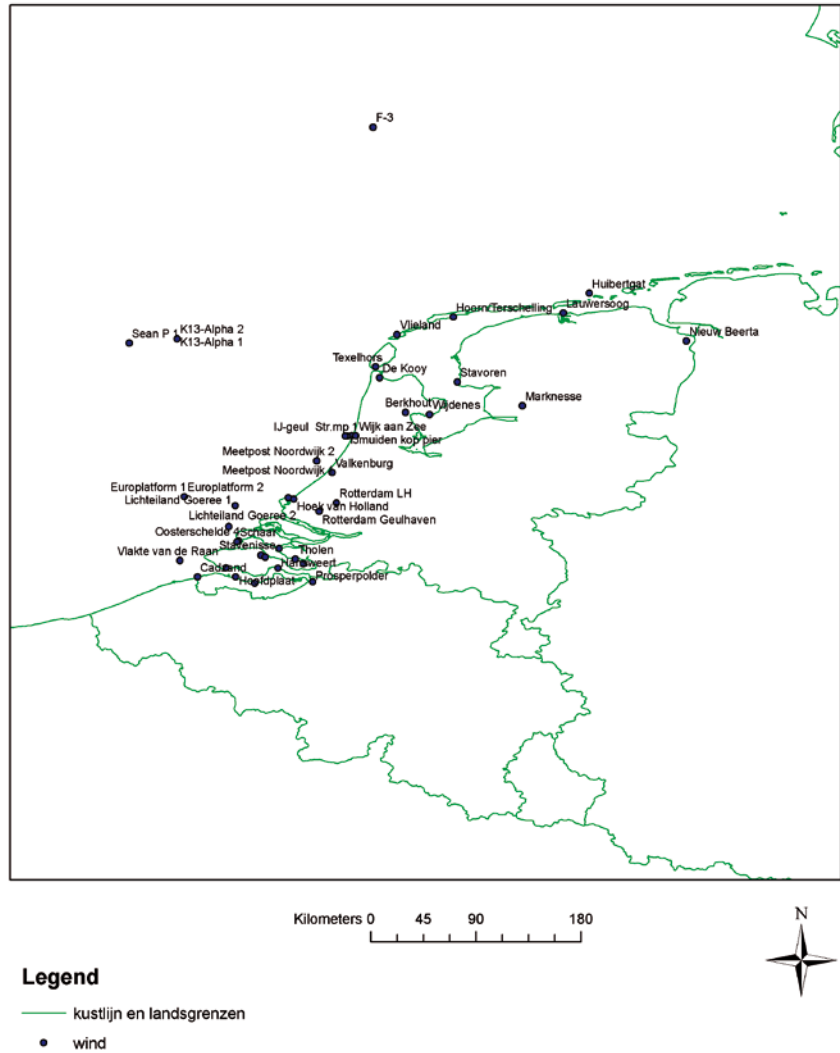 F-3
Huibertgat
Hoorn/Terschelling
Lauwersoog
Vlieland
Nieuw Beerta
Sean P 1
K13-Alpha 2
K13-Alpha 1
Texelhors
De Kooy
Stavoren
Marknesse
Berkhout
Wijdenes
IJ-geul Str.mp 1
Wijk aan Zee
IJmuiden kop pier
Meetpost Noordwijk 2
Meetpost Noordwijk
Valkenburg
Europlatform 1
Europlatform 2
Lichteiland Goeree 1
Rotterdam LH
Hoek van Holland
Lichteiland Goeree 2
Rotterdam Geulhaven
Oosterschelde 4
Schaar
Stavenisse
Tholen
Vlakte van de Raan
Hansweert
Cadzand
Hoofdplaat
Prosperpolder
Kilometers 0 45 90 180
N
Legend
kustlijn en landsgrenzen
wind